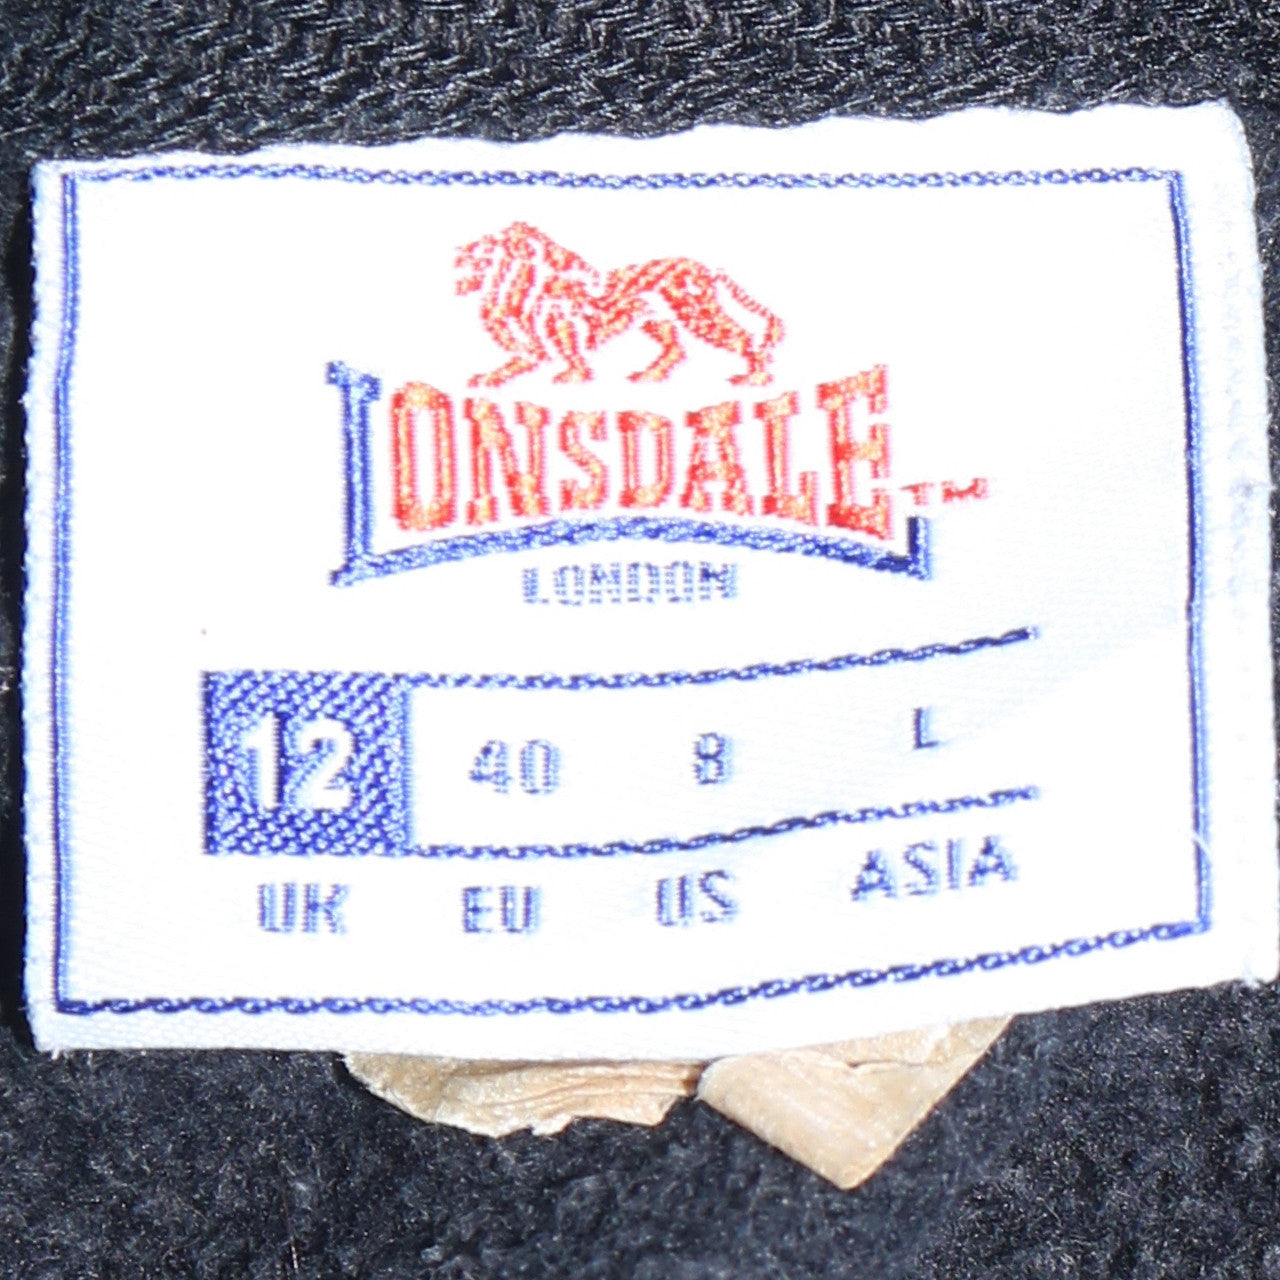 LONSDALE™
LONDON
12 40 8 L
UK EU US ASIA